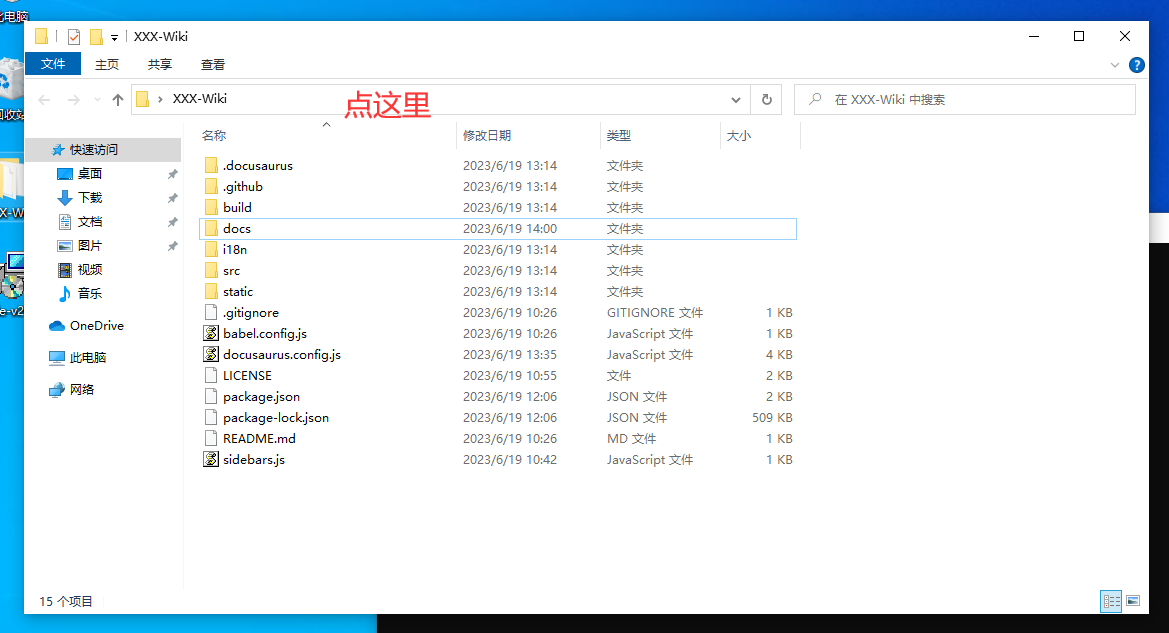 此电脑
XXX-Wiki
文件 主页 共享 查看
XXX-Wiki 点这里 在 XXX-Wiki 中搜索
名称 修改日期 类型 大小
快速访问
桌面
下载
文档
图片
视频
音乐
OneDrive
此电脑
网络
.docusaurus 2023/6/19 13:14 文件夹
.github 2023/6/19 13:14 文件夹
build 2023/6/19 13:14 文件夹
docs 2023/6/19 14:00 文件夹
i18n 2023/6/19 13:14 文件夹
src 2023/6/19 13:14 文件夹
static 2023/6/19 13:14 文件夹
.gitignore 2023/6/19 10:26 GITIGNORE 文件 1 KB
babel.config.js 2023/6/19 10:26 JavaScript 文件 1 KB
docusaurus.config.js 2023/6/19 13:35 JavaScript 文件 4 KB
LICENSE 2023/6/19 10:55 文件 2 KB
package.json 2023/6/19 12:06 JSON 文件 2 KB
package-lock.json 2023/6/19 12:06 JSON 文件 509 KB
README.md 2023/6/19 10:26 MD 文件 1 KB
sidebars.js 2023/6/19 10:42 JavaScript 文件 1 KB
15 个项目